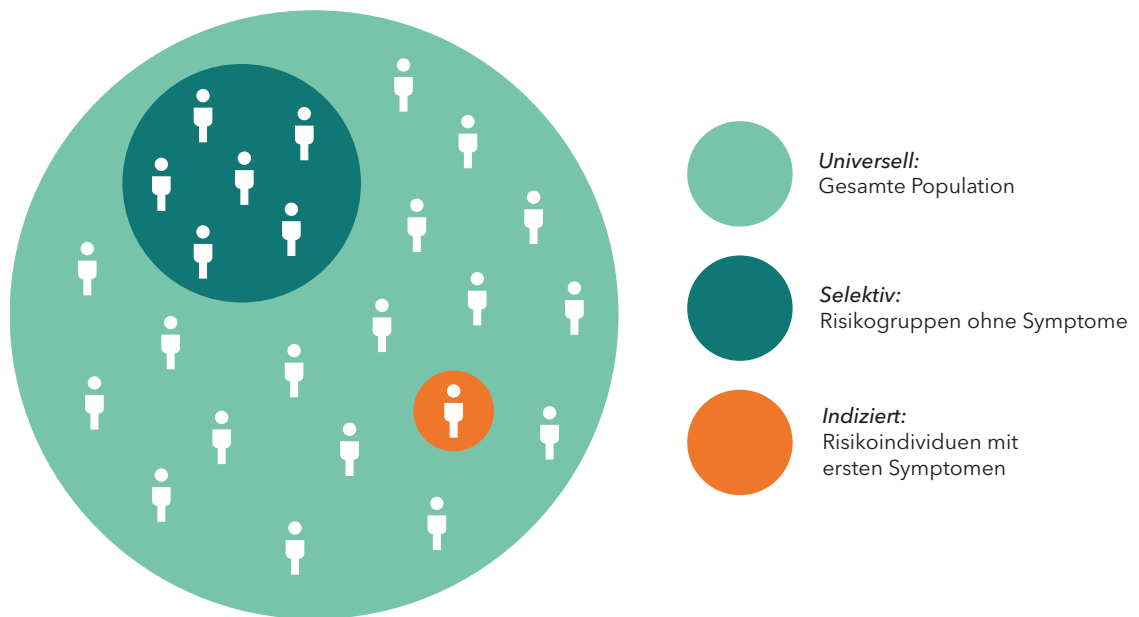 Universell:
Gesamte Population
Selektiv:
Risikogruppen ohne Symptome
Indiziert:
Risikoindividuen mit
ersten Symptomen